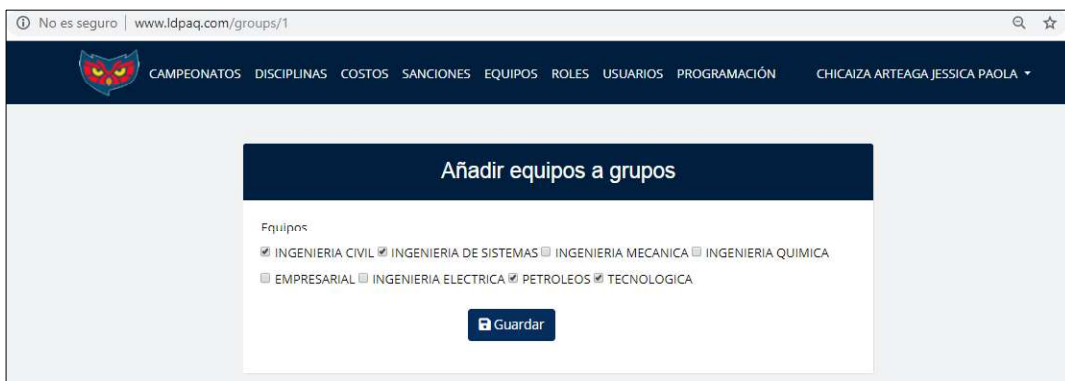 No es seguro | www.ldpaq.com/groups/1
CAMPEONATOS DISCIPLINAS COSTOS SANCIONES EQUIPOS ROLES USUARIOS PROGRAMACIÓN CHICAIZA ARTEAGA JESSICA PAOLA
Añadir equipos a grupos
Equipos
INGENIERIA CIVIL INGENIERIA DE SISTEMAS INGENIERIA MECANICA INGENIERIA QUIMICA
EMPRESARIAL INGENIERIA ELECTRICA PETROLEOS TECNOLOGICA
Guardar